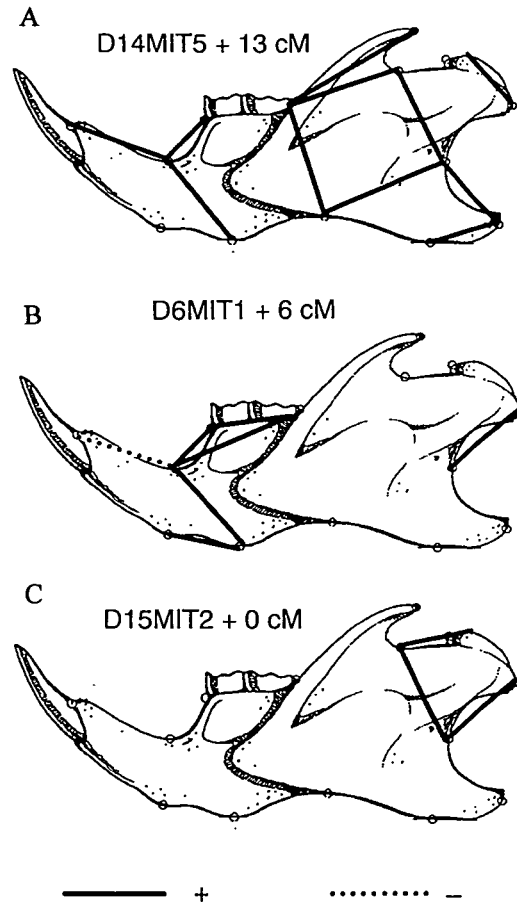 A
D14MIT5 + 13 cM
B
D6MIT1 + 6 cM
C
D15MIT2 + 0 cM
+ −